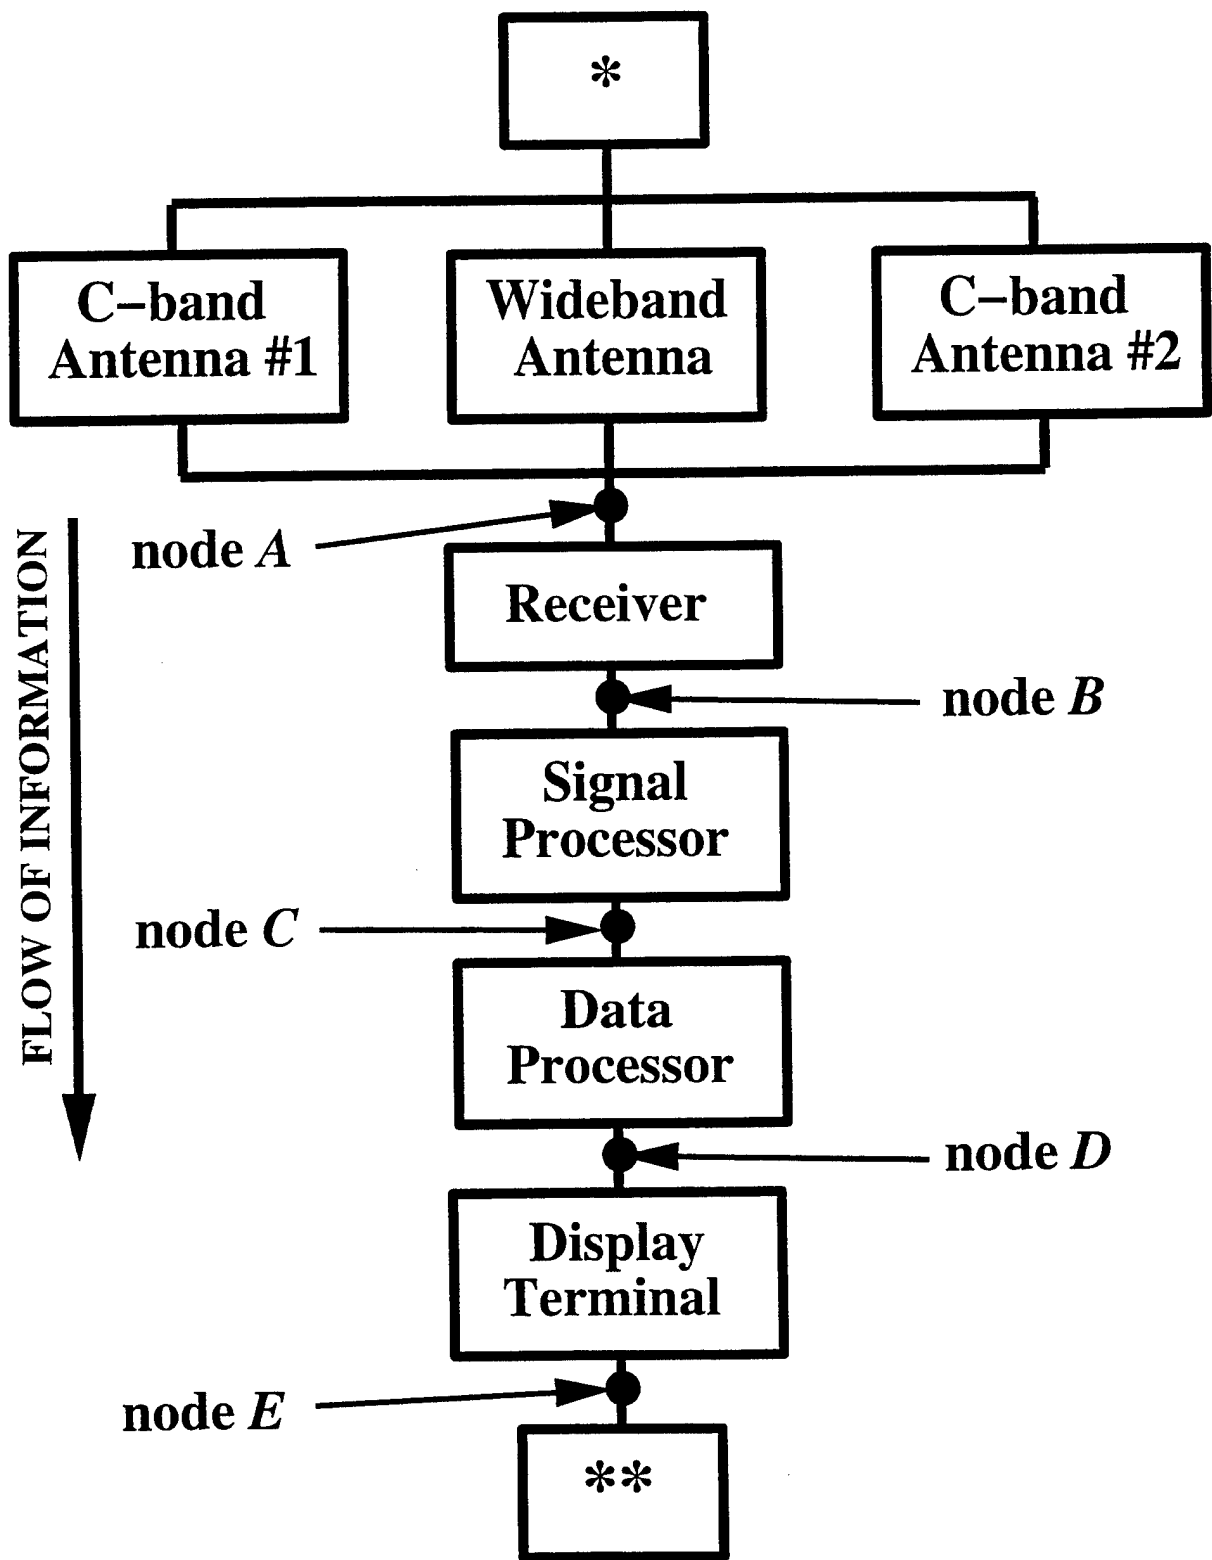 *
C–band
Antenna #1
Wideband
Antenna
C–band
Antenna #2
node A
Receiver
node B
Signal
Processor
node C
FLOW OF INFORMATION
Data
Processor
node D
Display
Terminal
node E
**